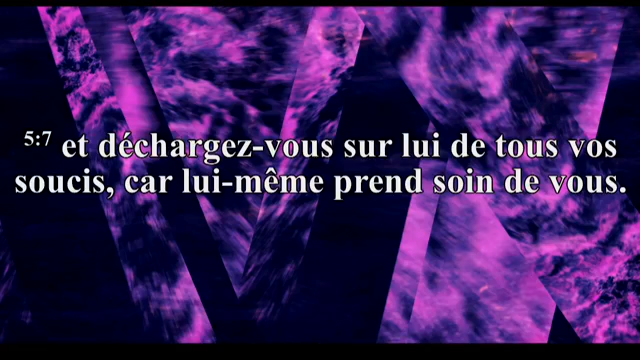 5:7 et déchargez-vous sur lui de tous vos
soucis, car lui-même prend soin de vous.